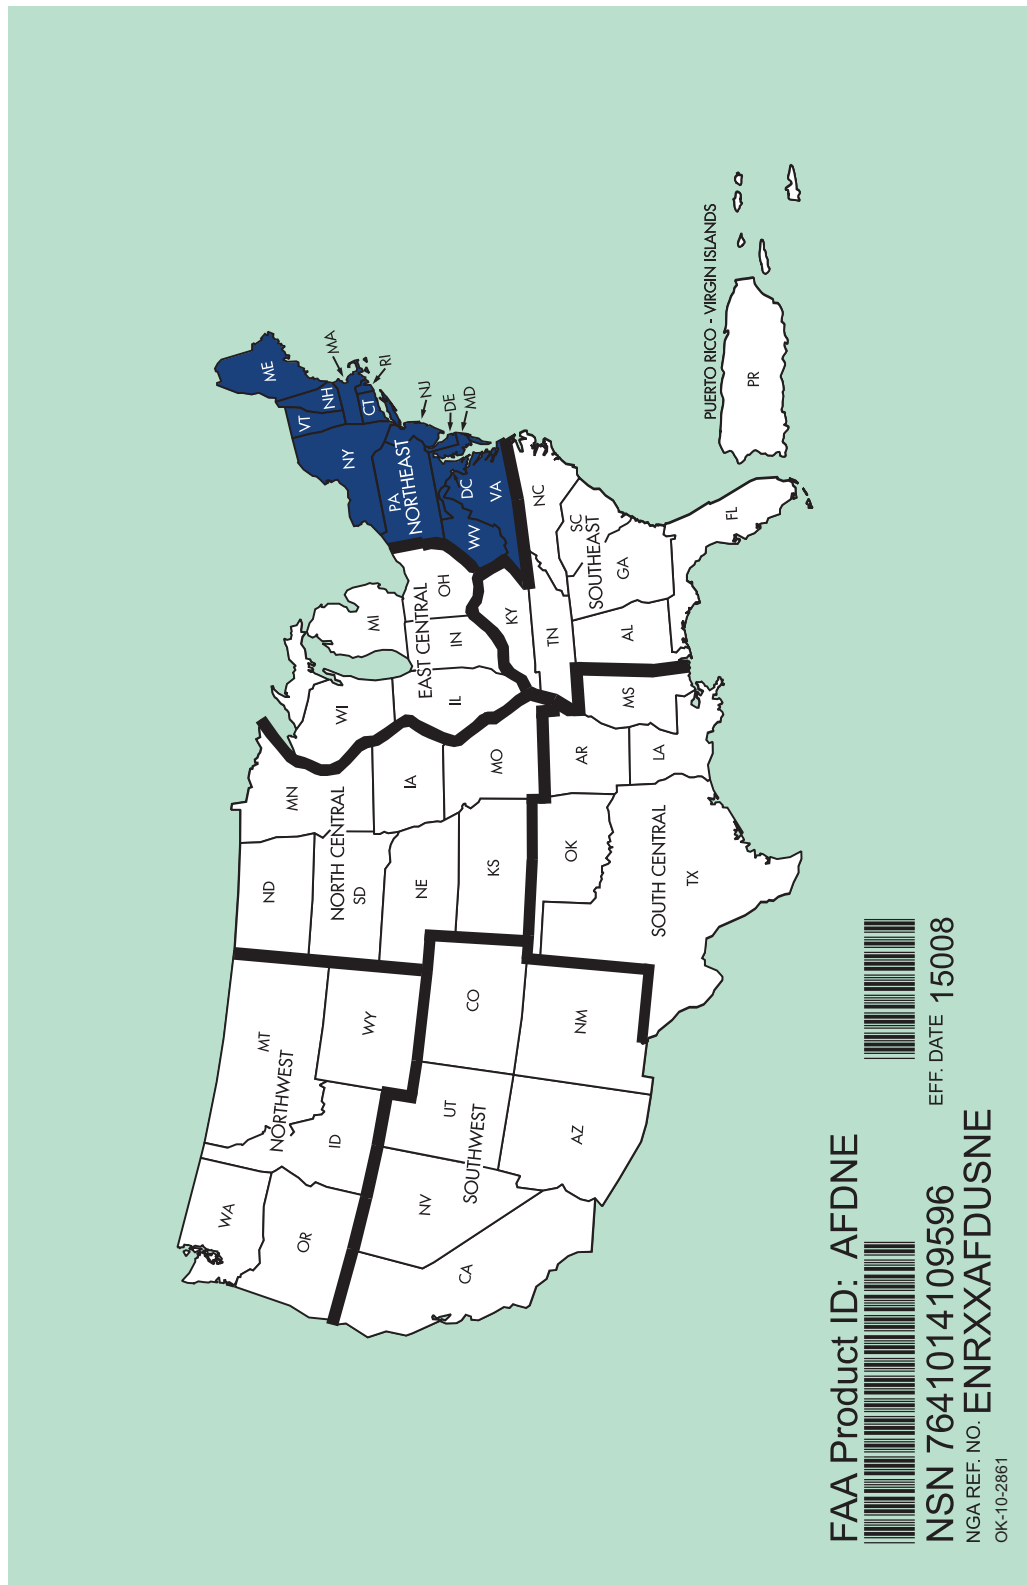 WA
MT
ND
MN
NORTHWEST
OR
ID
WY
NORTH CENTRAL
SD
WI
MI
NE
IA
EAST CENTRAL
IL
IN
OH
NV
UT
SOUTHWEST
CO
KS
MO
CA
AZ
NM
OK
AR
SOUTH CENTRAL
TX
LA
MS
KY
TN
AL
GA
SOUTHEAST
SC
NC
FL
ME
VT
NH
MA
RI
CT
NY
PA
NORTHEAST
NJ
DE
MD
DC
VA
WV
PUERTO RICO - VIRGIN ISLANDS
PR
FAA Product ID: AFDNE
NSN 7641014109596
EFF. DATE 15008
NGA REF. NO. ENRXXAFDUSNE
OK-10-2861